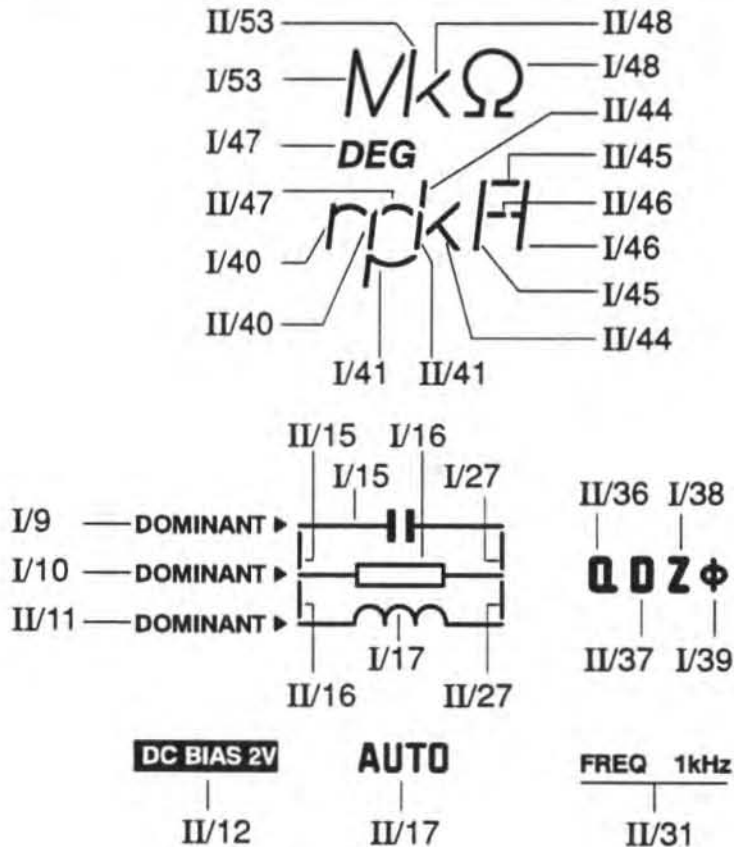 II/53 II/48
I/53 MkΩ I/48
II/44
I/47 DEG II/45
II/47 II/46
I/40 I/46
I/45
II/40 II/44
I/41 II/41
II/15 I/16
I/15 I/27 II/36 I/38
I/9 DOMINANT ▶
I/10 DOMINANT ▶ Q D Z Φ
II/11 DOMINANT ▶
I/17 II/37 I/39
II/16 II/27
DC BIAS 2V AUTO FREQ 1kHz
II/12 II/17 II/31